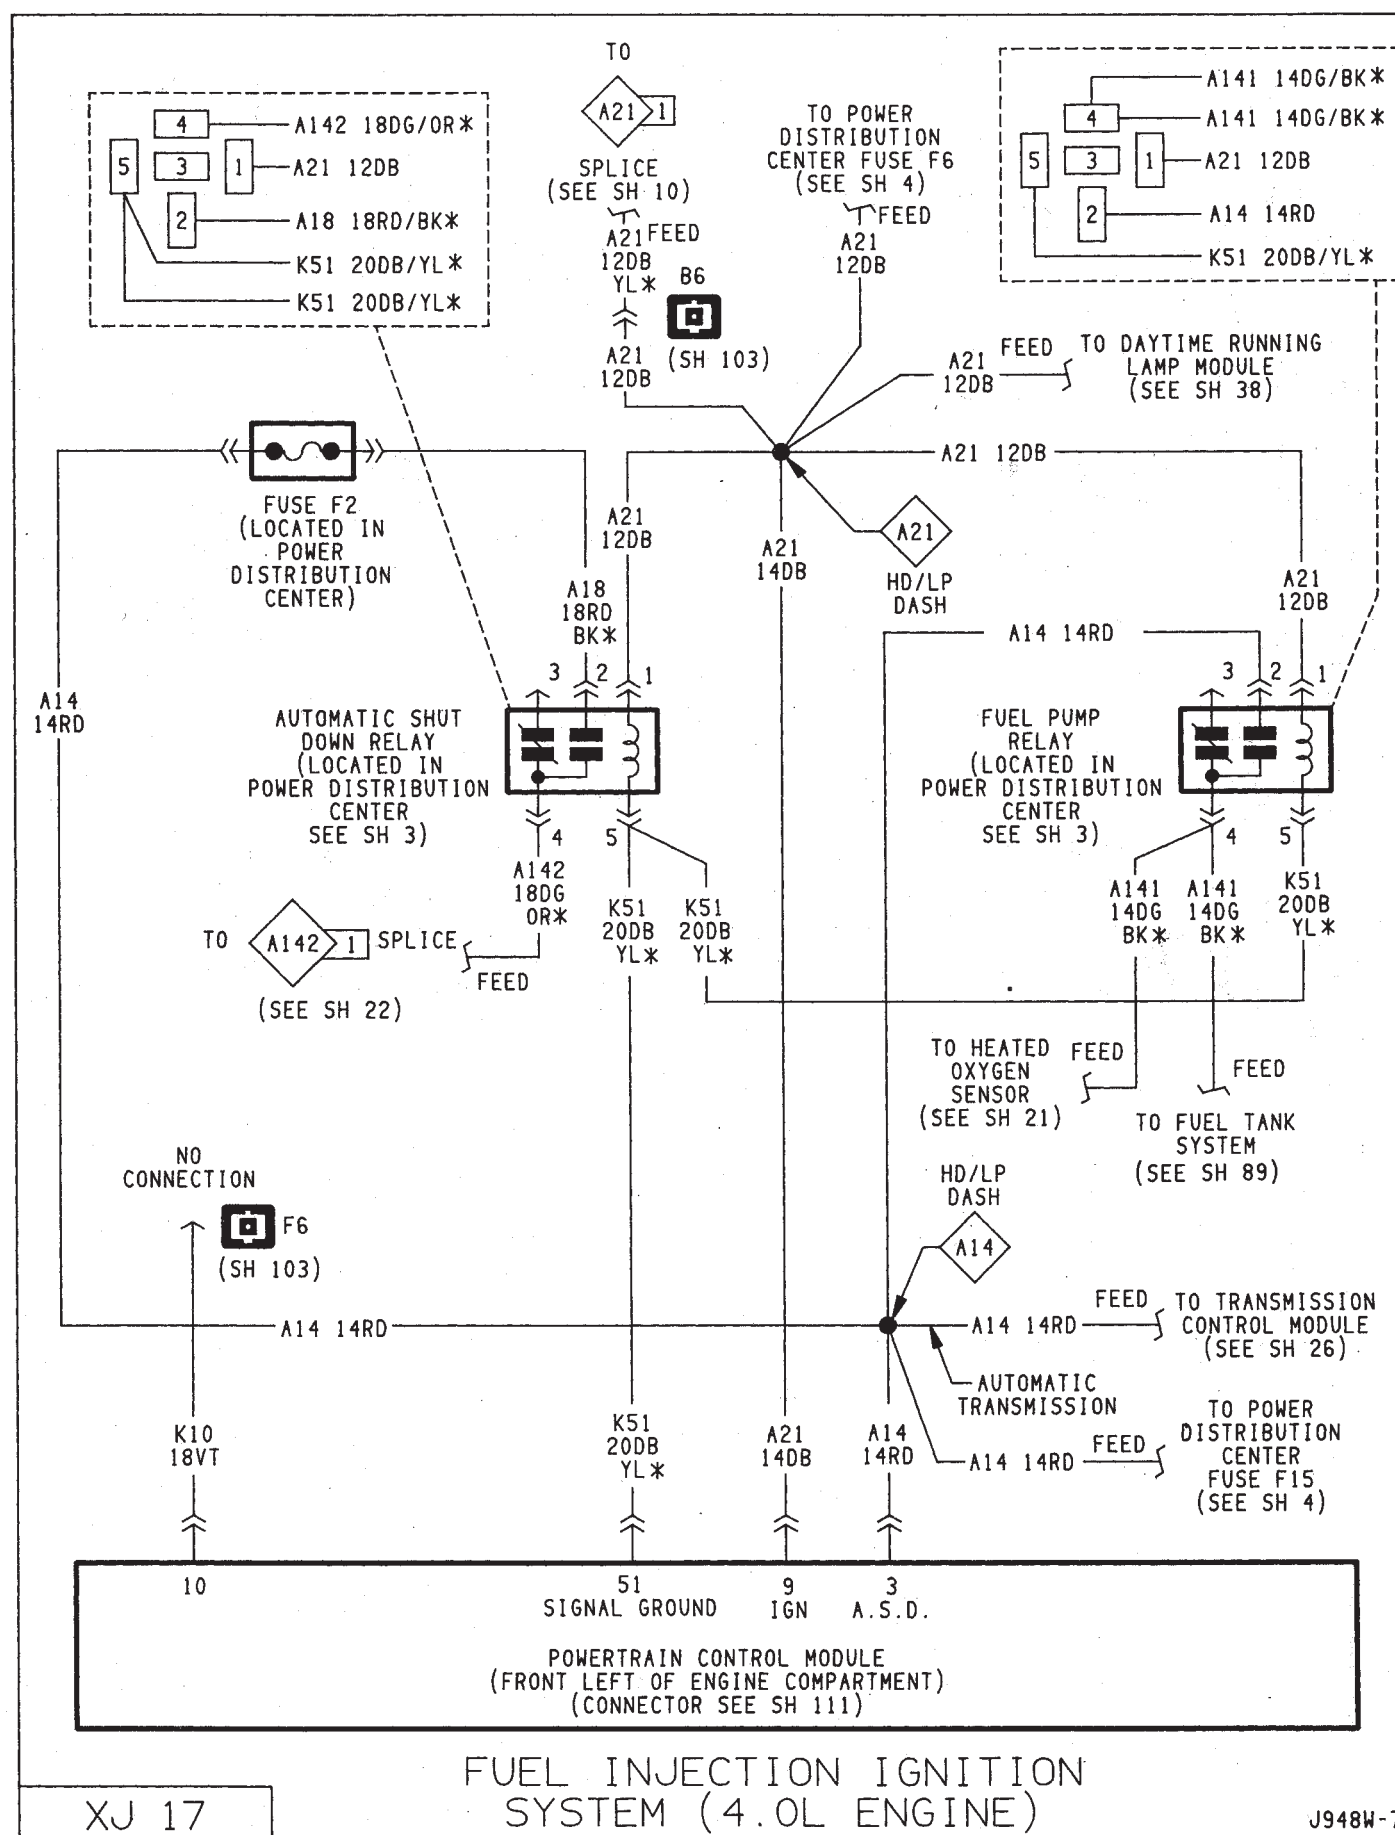 TO
A21 1
SPLICE
(SEE SH 10)
FEED
A21
12DB
YL*
B6
(SH 103)
A21
12DB
TO POWER
DISTRIBUTION
CENTER FUSE F6
(SEE SH 4)
FEED
A21
12DB
4
A142 18DG/OR*
5
3
1
A21 12DB
2
A18 18RD/BK*
K51 20DB/YL*
K51 20DB/YL*
A141 14DG/BK*
4
A141 14DG/BK*
5
3
1
A21 12DB
2
A14 14RD
K51 20DB/YL*
A21
12DB
FEED
TO DAYTIME RUNNING
LAMP MODULE
(SEE SH 38)
A21 12DB
FUSE F2
(LOCATED IN
POWER
DISTRIBUTION
CENTER)
A21
12DB
A21
14DB
A21
HD/LP
DASH
A21
12DB
A18
18RD
BK*
A14 14RD
3 2 1
3 2 1
A14
14RD
AUTOMATIC SHUT
DOWN RELAY
(LOCATED IN
POWER DISTRIBUTION
CENTER
SEE SH 3)
FUEL PUMP
RELAY
(LOCATED IN
POWER DISTRIBUTION
CENTER
SEE SH 3)
4 5
4 5
A142
18DG
OR*
K51
20DB
YL*
K51
20DB
YL*
A141
14DG
BK*
A141
14DG
BK*
K51
20DB
YL*
TO A142 1 SPLICE
FEED
(SEE SH 22)
TO HEATED
OXYGEN
SENSOR
(SEE SH 21)
FEED
FEED
TO FUEL TANK
SYSTEM
(SEE SH 89)
NO
CONNECTION
F6
(SH 103)
HD/LP
DASH
A14
A14 14RD
A14 14RD
FEED
TO TRANSMISSION
CONTROL MODULE
(SEE SH 26)
AUTOMATIC
TRANSMISSION
K10
18VT
K51
20DB
YL*
A21
14DB
A14
14RD
A14 14RD
FEED
TO POWER
DISTRIBUTION
CENTER
FUSE F15
(SEE SH 4)
10 51 9 3
SIGNAL GROUND IGN A.S.D.
POWERTRAIN CONTROL MODULE
(FRONT LEFT OF ENGINE COMPARTMENT)
(CONNECTOR SEE SH 111)
FUEL INJECTION IGNITION
SYSTEM (4.0L ENGINE)
XJ 17
J948W-7